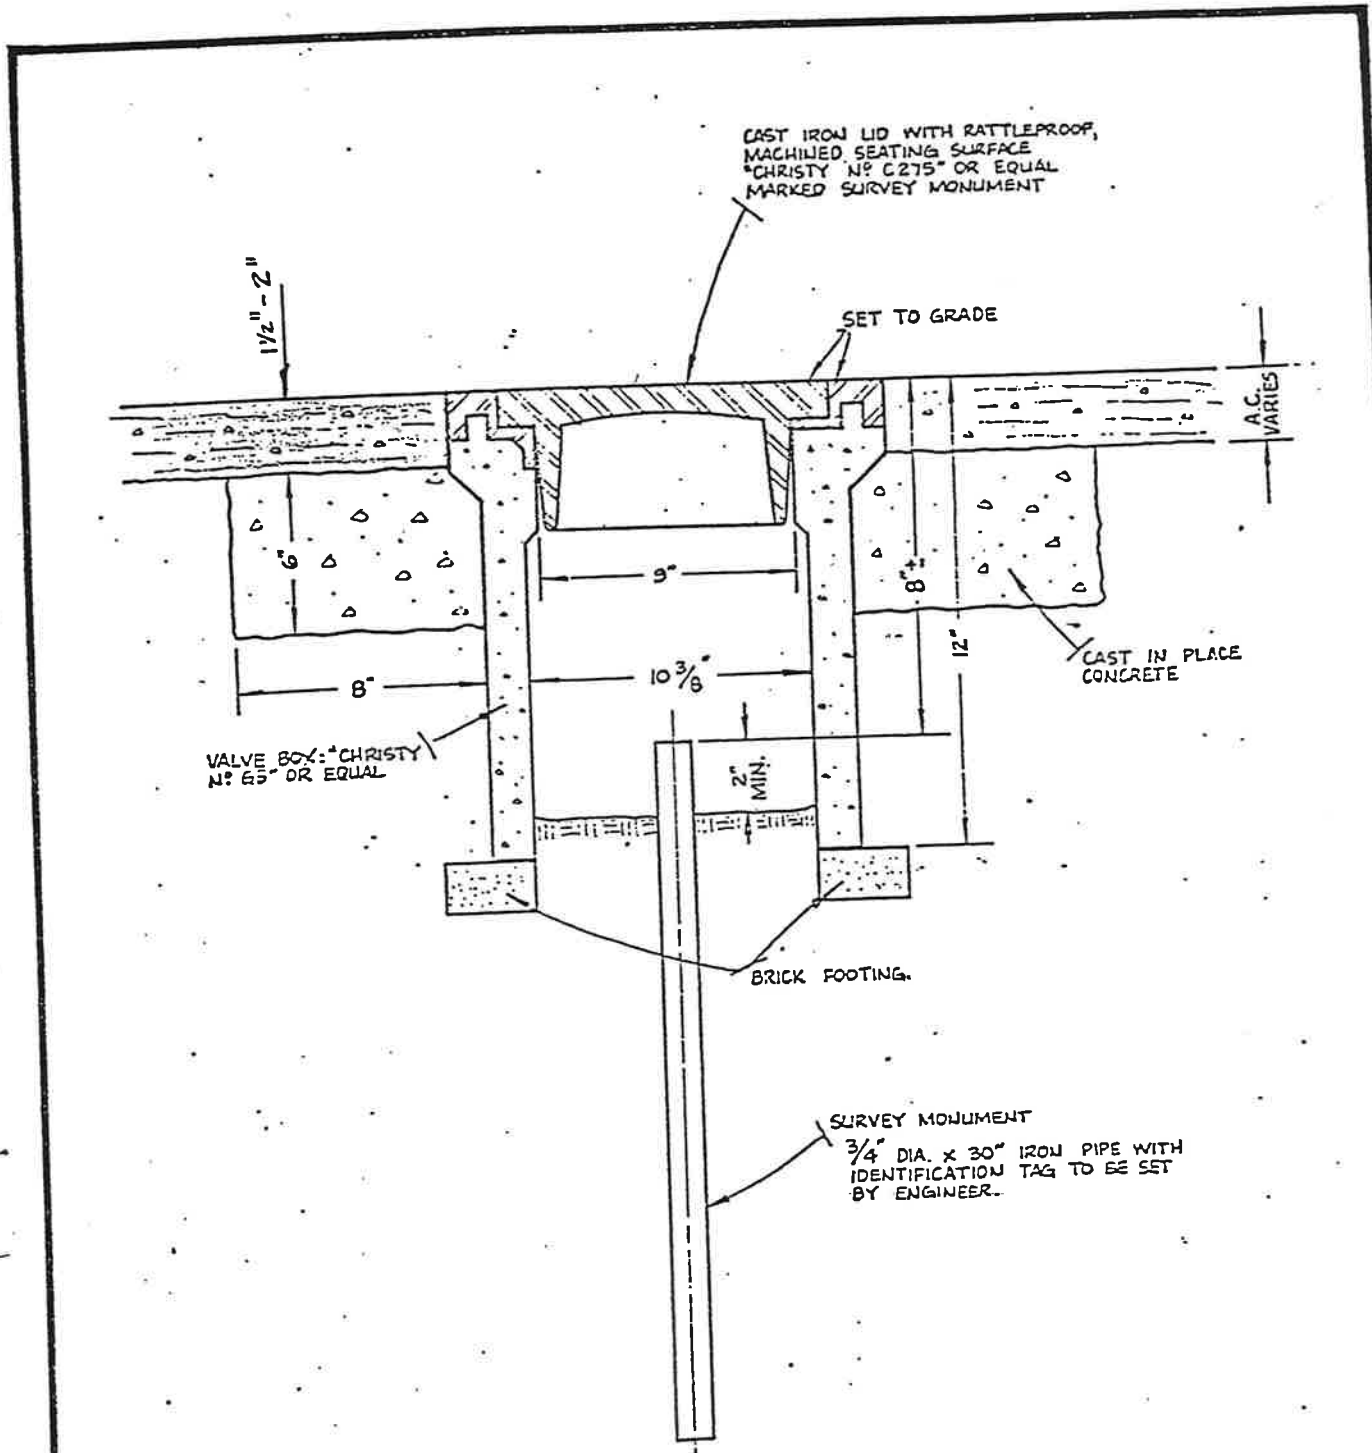 CAST IRON LID WITH RATTLEPROOF,
MACHINED SEATING SURFACE
"CHRISTY Nº C275" OR EQUAL
MARKED SURVEY MONUMENT
1½" - 2"
SET TO GRADE
A.C.
VARIES
6"
9"
8"±
12"
8"
10 3/8"
CAST IN PLACE
CONCRETE
VALVE BOX: "CHRISTY
Nº G5" OR EQUAL
2"
MIN.
BRICK FOOTING.
SURVEY MONUMENT
3/4" DIA. x 30" IRON PIPE WITH
IDENTIFICATION TAG TO BE SET
BY ENGINEER.